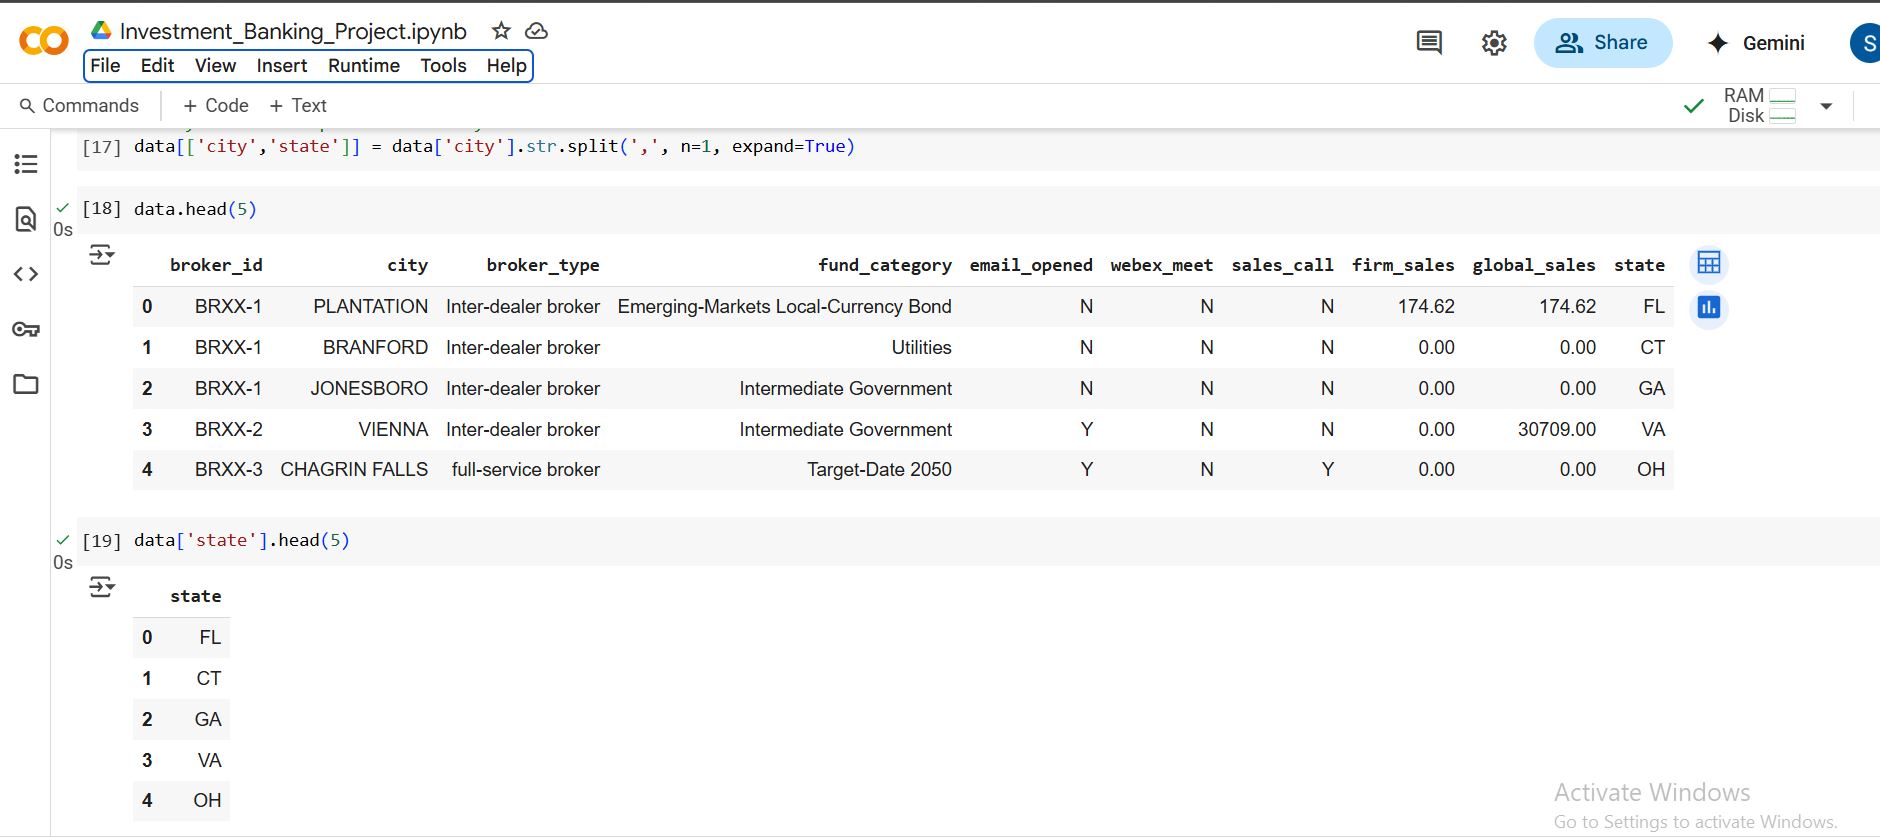 Investment_Banking_Project.ipynb
File Edit View Insert Runtime Tools Help
Share
Gemini
S
Commands + Code + Text
RAM
Disk
[17] data[['city','state']] = data['city'].str.split(',', n=1, expand=True)
[18] data.head(5)
0s
broker_id city broker_type fund_category email_opened webex_meet sales_call firm_sales global_sales state
0 BRXX-1 PLANTATION Inter-dealer broker Emerging-Markets Local-Currency Bond N N N 174.62 174.62 FL
1 BRXX-1 BRANFORD Inter-dealer broker Utilities N N N 0.00 0.00 CT
2 BRXX-1 JONESBORO Inter-dealer broker Intermediate Government N N N 0.00 0.00 GA
3 BRXX-2 VIENNA Inter-dealer broker Intermediate Government Y N N 0.00 30709.00 VA
4 BRXX-3 CHAGRIN FALLS full-service broker Target-Date 2050 Y N Y 0.00 0.00 OH
[19] data['state'].head(5)
0s
state
0 FL
1 CT
2 GA
3 VA
4 OH
Activate Windows
Go to Settings to activate Windows.